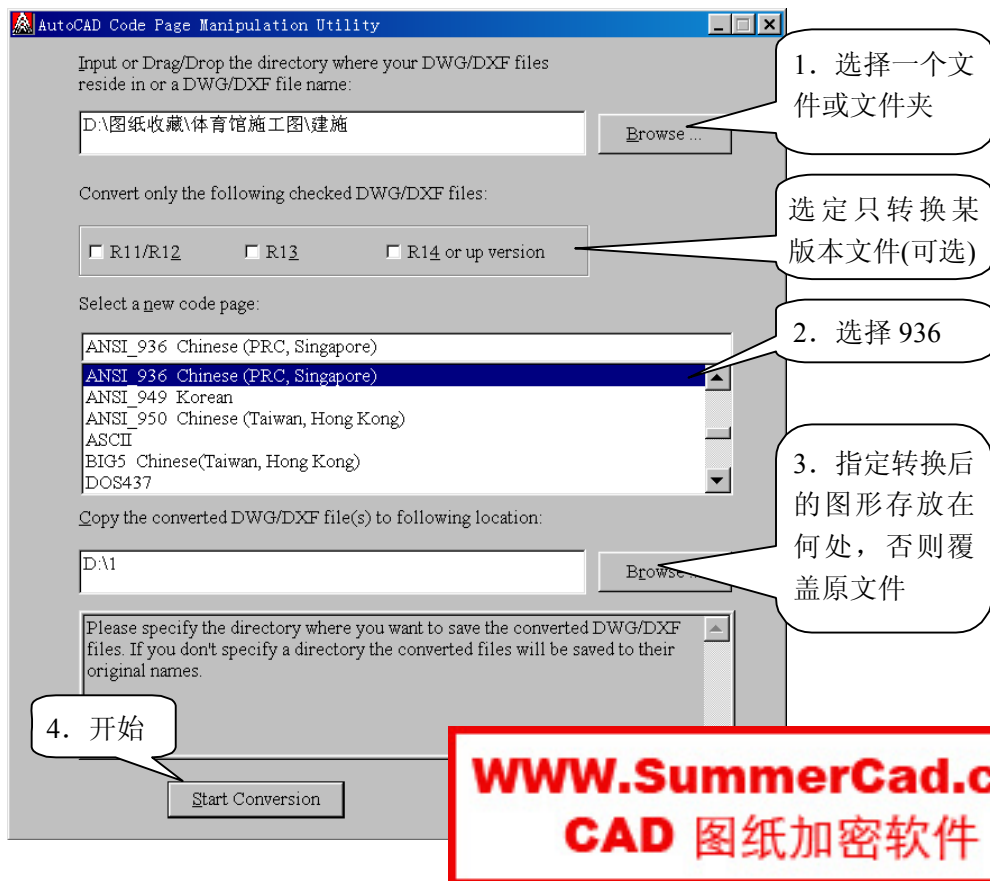 AutoCAD Code Page Manipulation Utility
Input or Drag/Drop the directory where your DWG/DXF files
reside in or a DWG/DXF file name:
D:\图纸收藏\体育馆施工图\建施
Browse ...
1. 选择一个文
件或文件夹
Convert only the following checked DWG/DXF files:
R11/R12
R13
R14 or up version
选定只转换某
版本文件(可选)
Select a new code page:
ANSI_936 Chinese (PRC, Singapore)
ANSI_936 Chinese (PRC, Singapore)
ANSI_949 Korean
ANSI_950 Chinese (Taiwan, Hong Kong)
ASCII
BIG5 Chinese(Taiwan, Hong Kong)
DOS437
2. 选择 936
Copy the converted DWG/DXF file(s) to following location:
D:\1
Browse ...
3. 指定转换后
的图形存放在
何处，否则覆
盖原文件
Please specify the directory where you want to save the converted DWG/DXF
files. If you don't specify a directory the converted files will be saved to their
original names.
4. 开始
Start Conversion
WWW.SummerCad.c
CAD 图纸加密软件